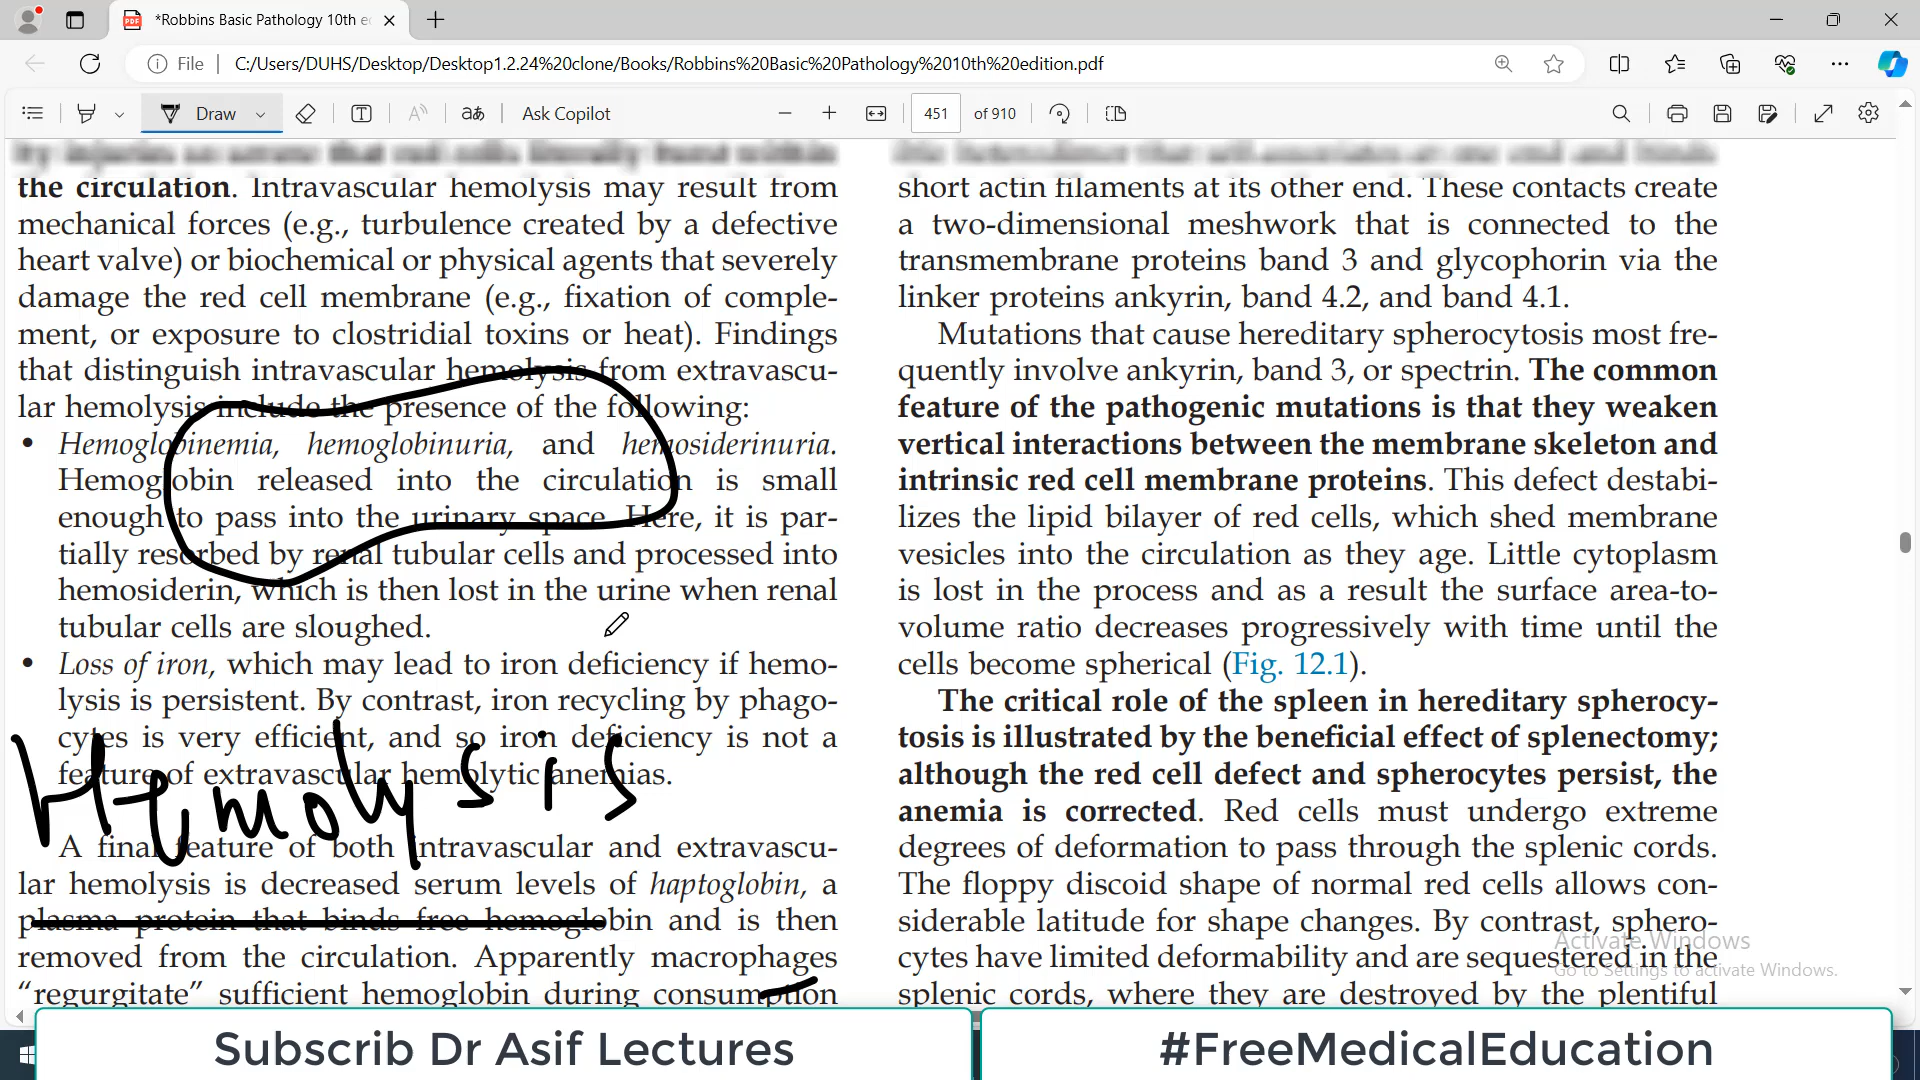 *Robbins Basic Pathology 10th e
File
C:/Users/DUHS/Desktop/Desktop1.2.24%20clone/Books/Robbins%20Basic%20Pathology%2010th%20edition.pdf
Draw
Ask Copilot
451
of 910
the circulation. Intravascular hemolysis may result from
mechanical forces (e.g., turbulence created by a defective
heart valve) or biochemical or physical agents that severely
damage the red cell membrane (e.g., fixation of comple-
ment, or exposure to clostridial toxins or heat). Findings
that distinguish intravascular hemolysis from extravascu-
lar hemolysis include the presence of the following:
• Hemoglobinemia, hemoglobinuria, and hemosiderinuria.
Hemoglobin released into the circulation is small
enough to pass into the urinary space. Here, it is par-
tially resorbed by renal tubular cells and processed into
hemosiderin, which is then lost in the urine when renal
tubular cells are sloughed.
• Loss of iron, which may lead to iron deficiency if hemo-
lysis is persistent. By contrast, iron recycling by phago-
cytes is very efficient, and so iron deficiency is not a
feature of extravascular hemolytic anemias.
Hemolysis
A final feature of both intravascular and extravascu-
lar hemolysis is decreased serum levels of haptoglobin, a
plasma protein that binds free hemoglobin and is then
removed from the circulation. Apparently macrophages
“regurgitate” sufficient hemoglobin during consumption
short actin filaments at its other end. These contacts create
a two-dimensional meshwork that is connected to the
transmembrane proteins band 3 and glycophorin via the
linker proteins ankyrin, band 4.2, and band 4.1.
Mutations that cause hereditary spherocytosis most fre-
quently involve ankyrin, band 3, or spectrin. The common
feature of the pathogenic mutations is that they weaken
vertical interactions between the membrane skeleton and
intrinsic red cell membrane proteins. This defect destabi-
lizes the lipid bilayer of red cells, which shed membrane
vesicles into the circulation as they age. Little cytoplasm
is lost in the process and as a result the surface area-to-
volume ratio decreases progressively with time until the
cells become spherical (Fig. 12.1).
The critical role of the spleen in hereditary spherocy-
tosis is illustrated by the beneficial effect of splenectomy;
although the red cell defect and spherocytes persist, the
anemia is corrected. Red cells must undergo extreme
degrees of deformation to pass through the splenic cords.
The floppy discoid shape of normal red cells allows con-
siderable latitude for shape changes. By contrast, sphero-
cytes have limited deformability and are sequestered in the
splenic cords, where they are destroyed by the plentiful
Activate Windows
Go to Settings to activate Windows.
Subscrib Dr Asif Lectures
#FreeMedicalEducation